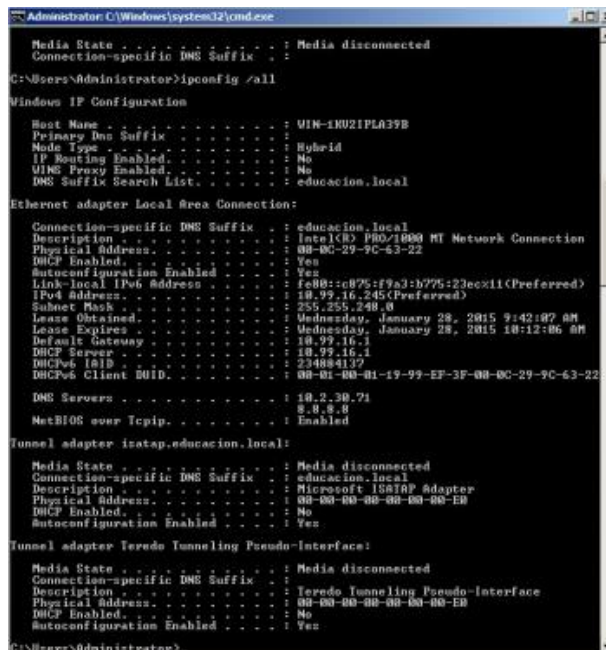 Administrator: C:\Windows\system32\cmd.exe
Media State . . . . . . . . . . . : Media disconnected
Connection-specific DNS Suffix  . :
C:\Users\Administrator>ipconfig /all
Windows IP Configuration
Host Name . . . . . . . . . . . . : WIN-1KU2IPLA39B
Primary Dns Suffix  . . . . . . . :
Node Type . . . . . . . . . . . . : Hybrid
IP Routing Enabled. . . . . . . . : No
WINS Proxy Enabled. . . . . . . . : No
DNS Suffix Search List. . . . . . : educacion.local
Ethernet adapter Local Area Connection:
Connection-specific DNS Suffix  . : educacion.local
Description . . . . . . . . . . . : Intel(R) PRO/1000 MT Network Connection
Physical Address. . . . . . . . . : 00-0C-29-9C-63-22
DHCP Enabled. . . . . . . . . . . : Yes
Autoconfiguration Enabled . . . . : Yes
Link-local IPv6 Address . . . . . : fe80::c875:f9a3:b775:23ec%11(Preferred)
IPv4 Address. . . . . . . . . . . : 10.99.16.245(Preferred)
Subnet Mask . . . . . . . . . . . : 255.255.248.0
Lease Obtained. . . . . . . . . . : Wednesday, January 28, 2015 9:42:07 AM
Lease Expires . . . . . . . . . . : Wednesday, January 28, 2015 10:12:06 AM
Default Gateway . . . . . . . . . : 10.99.16.1
DHCP Server . . . . . . . . . . . : 10.99.16.1
DHCPv6 IAID . . . . . . . . . . . : 234884137
DHCPv6 Client DUID. . . . . . . . : 00-01-00-01-19-99-EF-3F-00-0C-29-9C-63-22
DNS Servers . . . . . . . . . . . : 10.2.30.71
8.8.8.8
NetBIOS over Tcpip. . . . . . . . : Enabled
Tunnel adapter isatap.educacion.local:
Media State . . . . . . . . . . . : Media disconnected
Connection-specific DNS Suffix  . : educacion.local
Description . . . . . . . . . . . : Microsoft ISATAP Adapter
Physical Address. . . . . . . . . : 00-00-00-00-00-00-00-E0
DHCP Enabled. . . . . . . . . . . : No
Autoconfiguration Enabled . . . . : Yes
Tunnel adapter Teredo Tunneling Pseudo-Interface:
Media State . . . . . . . . . . . : Media disconnected
Connection-specific DNS Suffix  . :
Description . . . . . . . . . . . : Teredo Tunneling Pseudo-Interface
Physical Address. . . . . . . . . : 00-00-00-00-00-00-00-E0
DHCP Enabled. . . . . . . . . . . : No
Autoconfiguration Enabled . . . . : Yes
C:\Users\Administrator>